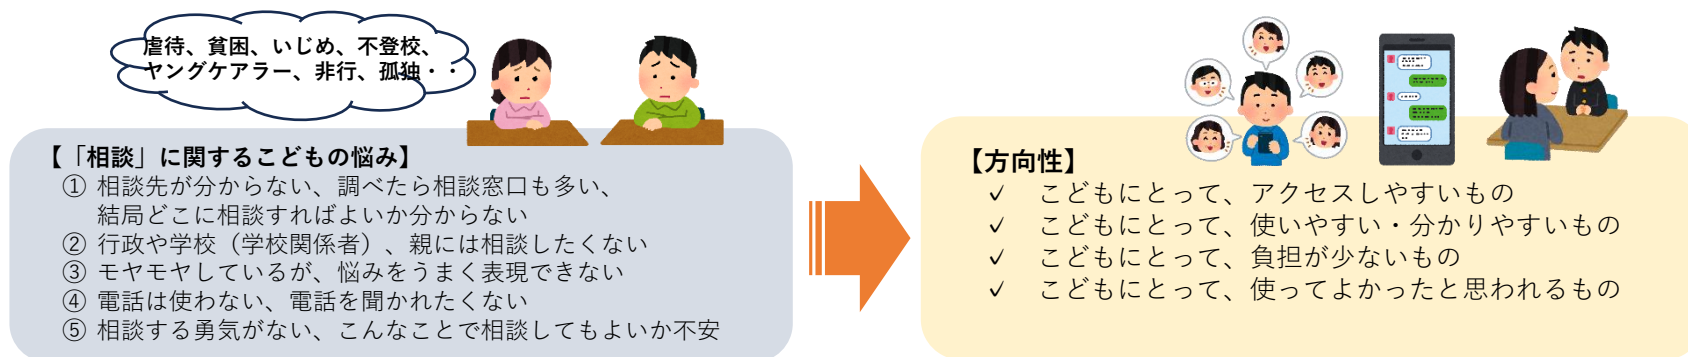 虐待、貧困、いじめ、不登校、
ヤングケアラー、非行、孤独・・
【「相談」に関するこどもの悩み】
① 相談先が分からない、調べたら相談窓口も多い、
結局どこに相談すればよいか分からない
② 行政や学校（学校関係者）、親には相談したくない
③ モヤモヤしているが、悩みをうまく表現できない
④ 電話は使わない、電話を聞かれたくない
⑤ 相談する勇気がない、こんなことで相談してもよいか不安
【方向性】
✓ こどもにとって、アクセスしやすいもの
✓ こどもにとって、使いやすい・分かりやすいもの
✓ こどもにとって、負担が少ないもの
✓ こどもにとって、使ってよかったと思われるもの